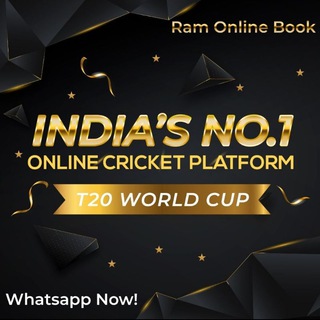 Ram Online Book
INDIA'S NO.1
ONLINE CRICKET PLATFORM
T20 WORLD CUP
Whatsapp Now!